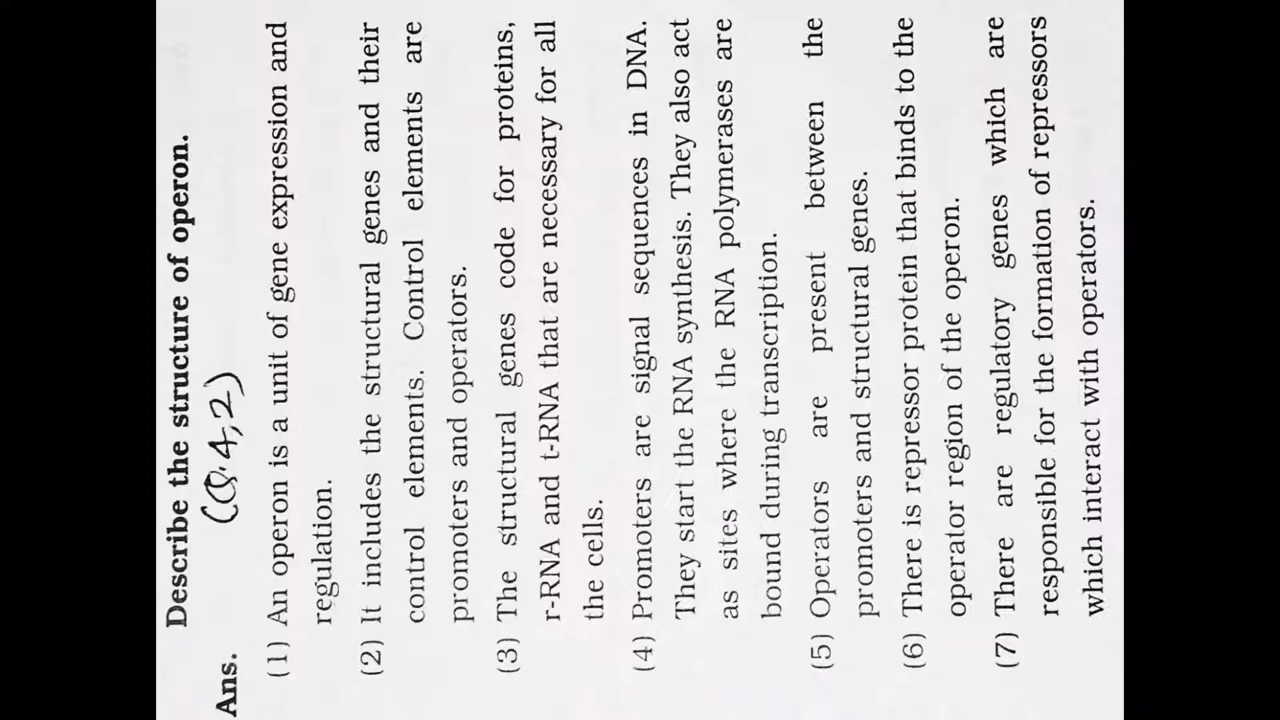 Describe the structure of operon.
Ans. (Q.4,2)
(1) An operon is a unit of gene expression and
regulation.
(2) It includes the structural genes and their
control elements. Control elements are
promoters and operators.
(3) The structural genes code for proteins,
r-RNA and t-RNA that are necessary for all
the cells.
(4) Promoters are signal sequences in DNA.
They start the RNA synthesis. They also act
as sites where the RNA polymerases are
bound during transcription.
(5) Operators are present between the
promoters and structural genes.
(6) There is repressor protein that binds to the
operator region of the operon.
(7) There are regulatory genes which are
responsible for the formation of repressors
which interact with operators.